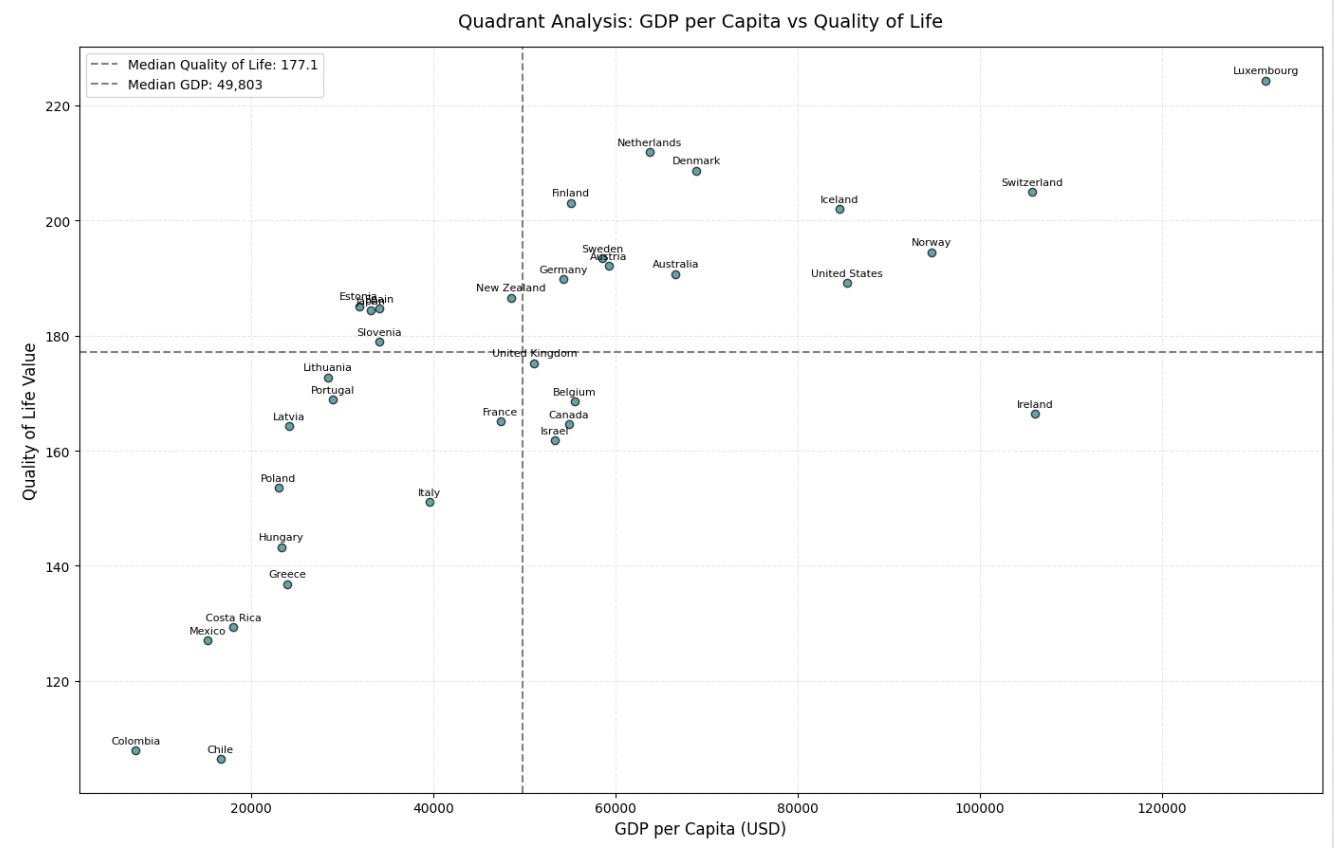 Quadrant Analysis: GDP per Capita vs Quality of Life
Median Quality of Life: 177.1
Median GDP: 49,803
Luxembourg
220
Netherlands
Denmark
Switzerland
Finland
Iceland
200
Norway
Sweden
Austria
Australia
Germany
United States
New Zealand
Estonia
Japan
Spain
180
Slovenia
United Kingdom
Lithuania
Portugal
Belgium
Ireland
Latvia
France
Canada
Israel
160
Poland
Italy
Hungary
140
Greece
Costa Rica
Mexico
120
Colombia
Chile
Quality of Life Value
20000 40000 60000 80000 100000 120000
GDP per Capita (USD)